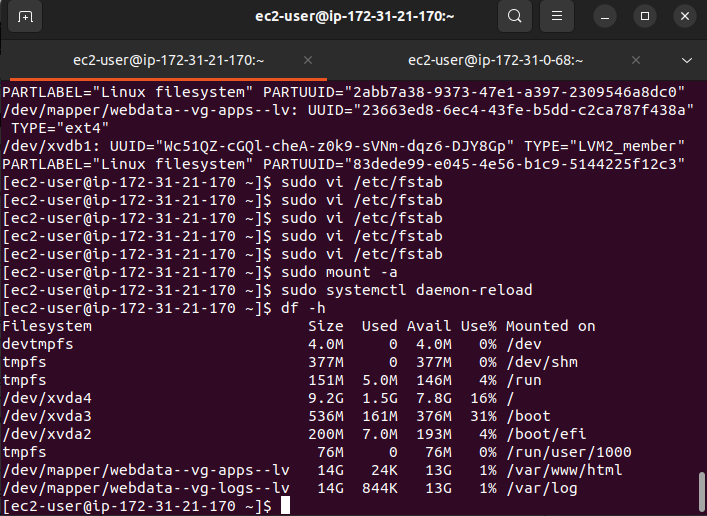 ec2-user@ip-172-31-21-170:~
ec2-user@ip-172-31-21-170:~ ec2-user@ip-172-31-0-68:~
PARTLABEL="Linux filesystem" PARTUUID="2abb7a38-9373-47e1-a397-2309546a8dc0"
/dev/mapper/webdata--vg-apps--lv: UUID="23663ed8-6ec4-43fe-b5dd-c2ca787f438a"
 TYPE="ext4"
/dev/xvdb1: UUID="Wc51QZ-cGQl-cheA-z0k9-sVNm-dqz6-DJY8Gp" TYPE="LVM2_member"
PARTLABEL="Linux filesystem" PARTUUID="83dede99-e045-4e56-b1c9-5144225f12c3"
[ec2-user@ip-172-31-21-170 ~]$ sudo vi /etc/fstab
[ec2-user@ip-172-31-21-170 ~]$ sudo vi /etc/fstab
[ec2-user@ip-172-31-21-170 ~]$ sudo vi /etc/fstab
[ec2-user@ip-172-31-21-170 ~]$ sudo vi /etc/fstab
[ec2-user@ip-172-31-21-170 ~]$ sudo vi /etc/fstab
[ec2-user@ip-172-31-21-170 ~]$ sudo mount -a
[ec2-user@ip-172-31-21-170 ~]$ sudo systemctl daemon-reload
[ec2-user@ip-172-31-21-170 ~]$ df -h
Filesystem                        Size  Used Avail Use% Mounted on
devtmpfs                          4.0M     0  4.0M   0% /dev
tmpfs                             377M     0  377M   0% /dev/shm
tmpfs                             151M  5.0M  146M   4% /run
/dev/xvda4                        9.2G  1.5G  7.8G  16% /
/dev/xvda3                        536M  161M  376M  31% /boot
/dev/xvda2                        200M  7.0M  193M   4% /boot/efi
tmpfs                              76M     0   76M   0% /run/user/1000
/dev/mapper/webdata--vg-apps--lv   14G   24K   13G   1% /var/www/html
/dev/mapper/webdata--vg-logs--lv   14G  844K   13G   1% /var/log
[ec2-user@ip-172-31-21-170 ~]$